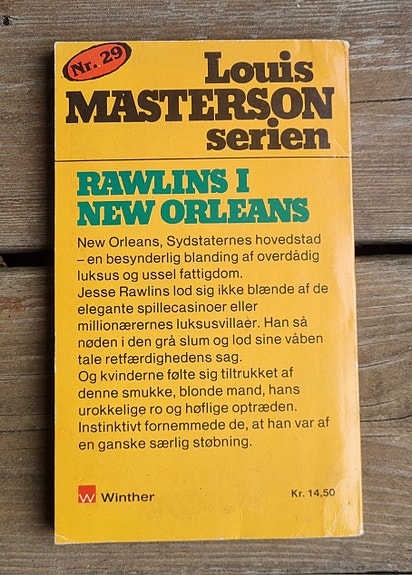 Nr. 29
Louis
MASTERSON
serien
RAWLINS I
NEW ORLEANS
New Orleans, Sydstaternes hovedstad
– en besynderlig blanding af overdådig
luksus og ussel fattigdom.
Jesse Rawlins lod sig ikke blænde af de
elegante spillecasinoer eller
millionærernes luksusvillaer. Han så
nøden i den grå slum og lod sine våben
tale retfærdighedens sag.
Og kvinderne følte sig tiltrukket af
denne smukke, blonde mand, hans
urokkelige ro og høflige optræden.
Instinktivt fornemmede de, at han var af
en ganske særlig støbning.
W Winther
Kr. 14,50